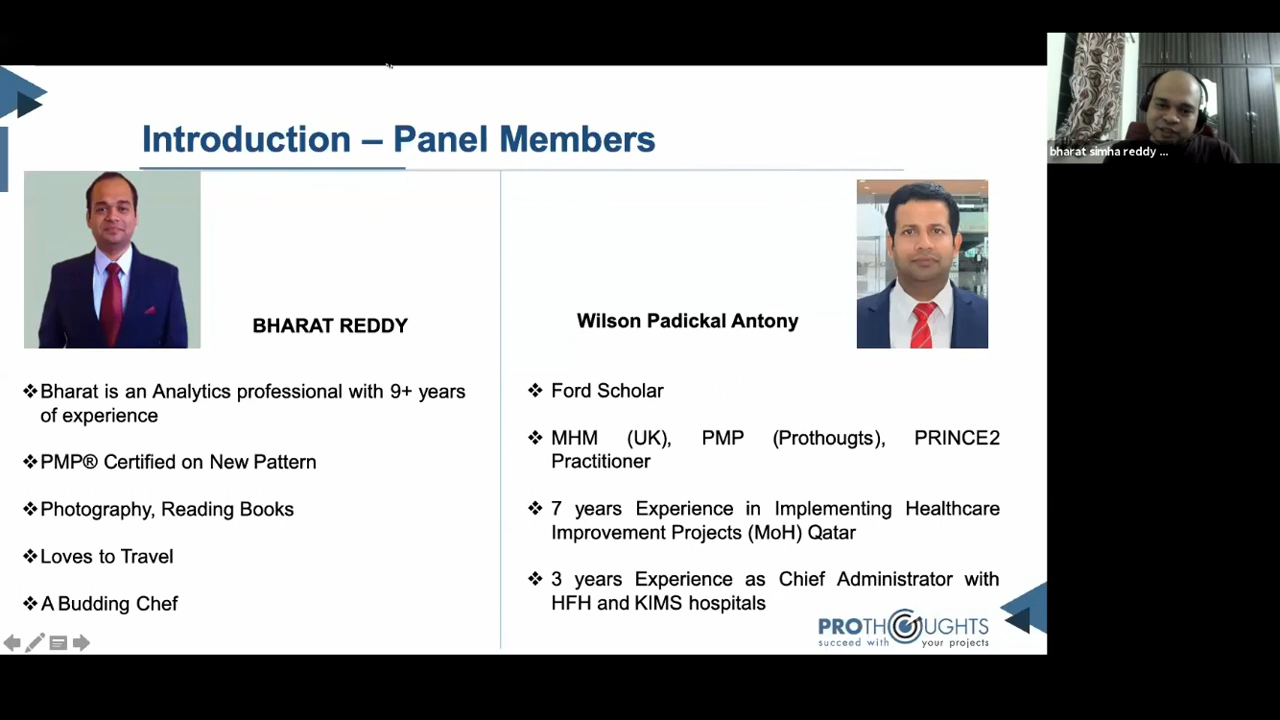 Introduction – Panel Members
bharat simha reddy ...
BHARAT REDDY
❖Bharat is an Analytics professional with 9+ years
of experience
❖PMP® Certified on New Pattern
❖Photography, Reading Books
❖Loves to Travel
❖A Budding Chef
Wilson Padickal Antony
❖ Ford Scholar
❖ MHM (UK), PMP (Prothougts), PRINCE2
Practitioner
❖ 7 years Experience in Implementing Healthcare
Improvement Projects (MoH) Qatar
❖ 3 years Experience as Chief Administrator with
HFH and KIMS hospitals
PROTHOUGHTS
succeed with your projects